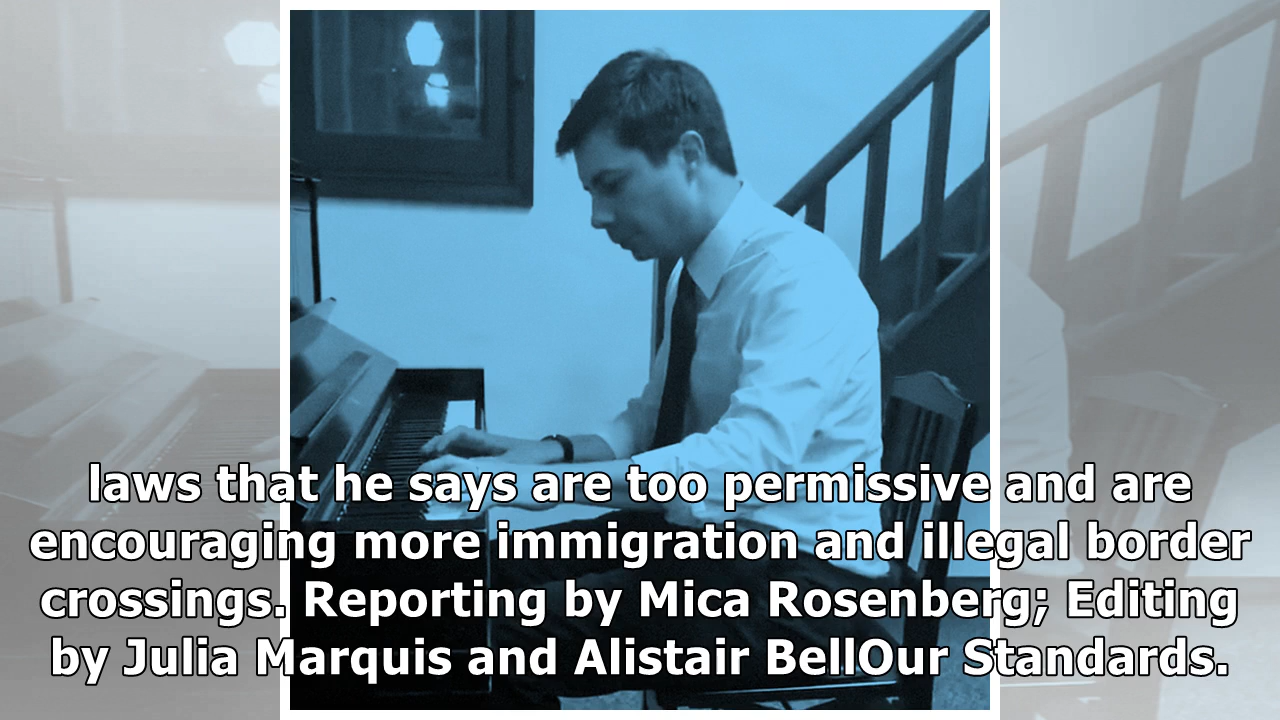 laws that he says are too permissive and are
encouraging more immigration and illegal border
crossings. Reporting by Mica Rosenberg; Editing
by Julia Marquis and Alistair BellOur Standards.